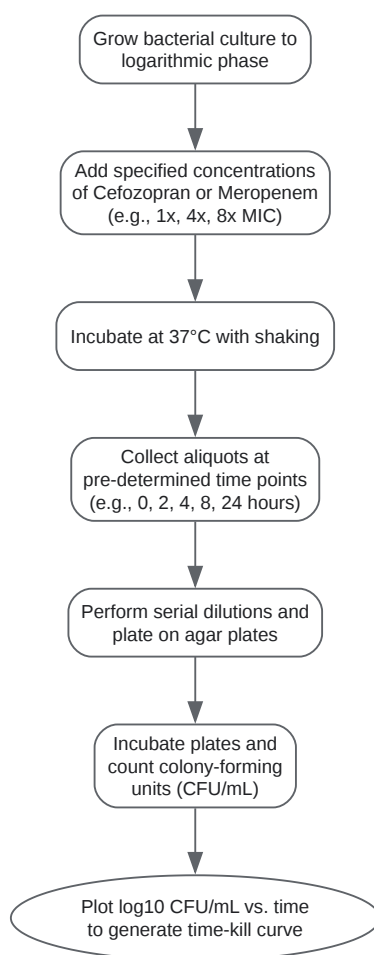 Grow bacterial culture to
logarithmic phase
Add specified concentrations
of Cefozopran or Meropenem
(e.g., 1x, 4x, 8x MIC)
Incubate at 37°C with shaking
Collect aliquots at
pre-determined time points
(e.g., 0, 2, 4, 8, 24 hours)
Perform serial dilutions and
plate on agar plates
Incubate plates and
count colony-forming
units (CFU/mL)
Plot log10 CFU/mL vs. time
to generate time-kill curve